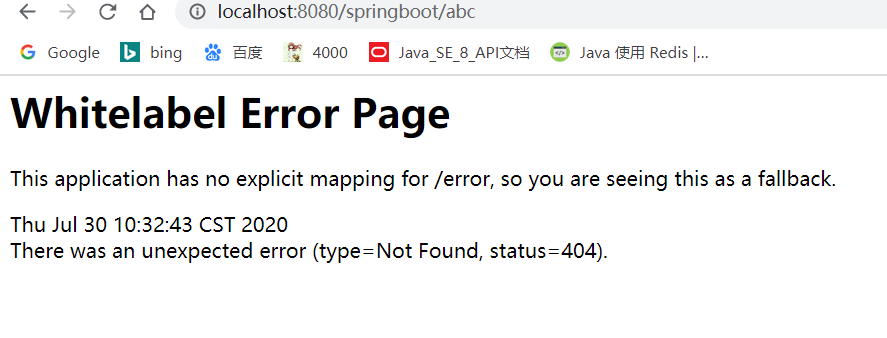 localhost:8080/springboot/abc
Google bing 百度 4000 Java_SE_8_API文档 Java 使用 Redis |...
Whitelabel Error Page
This application has no explicit mapping for /error, so you are seeing this as a fallback.
Thu Jul 30 10:32:43 CST 2020
There was an unexpected error (type=Not Found, status=404).